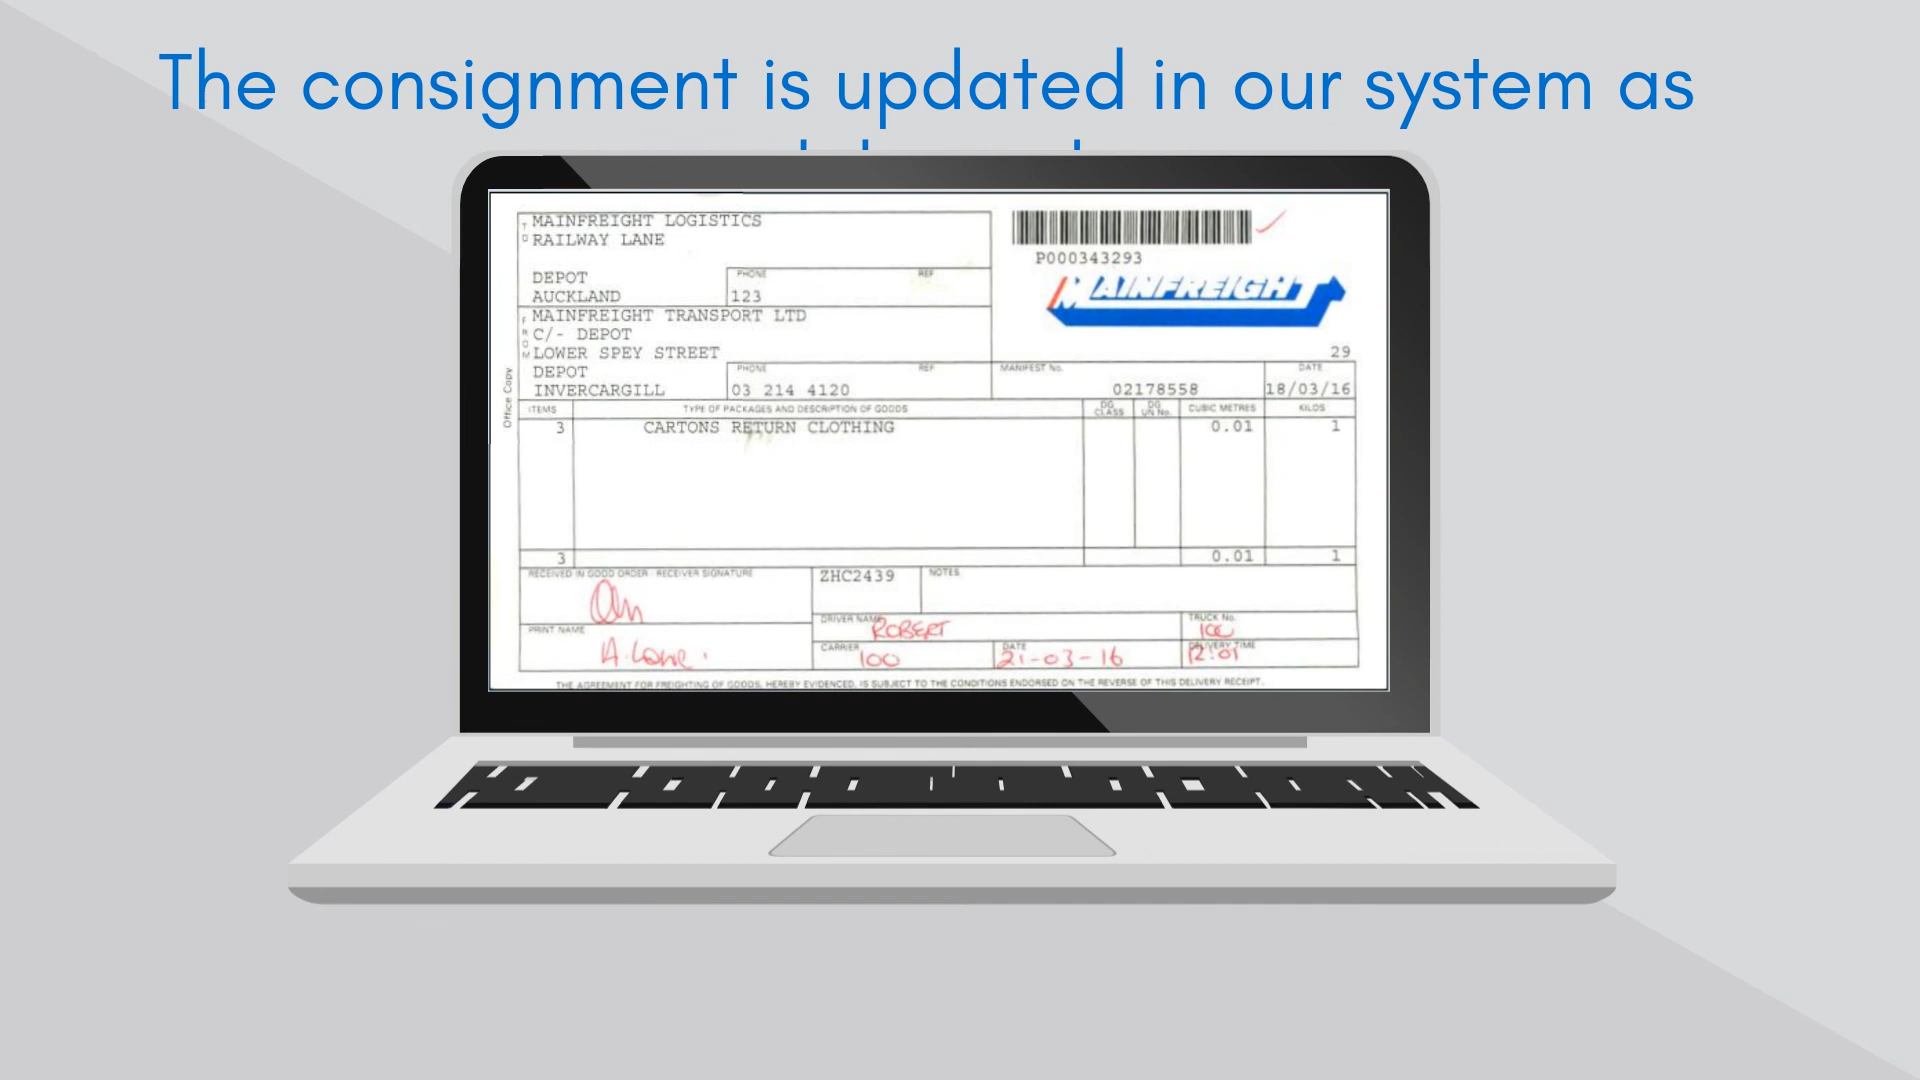 The consignment is updated in our system as
MAINFREIGHT LOGISTICS
RAILWAY LANE
TO
DEPOT
AUCKLAND
PHONE
REF
123
P000343293
MAINFREIGHT
29
MAINFREIGHT TRANSPORT LTD
C/- DEPOT
LOWER SPEY STREET
FROM
DEPOT
INVERCARGILL
PHONE
REF
03 214 4120
MANIFEST No.
02178558
DATE
18/03/16
Office Copy
ITEMS TYPE OF PACKAGES AND DESCRIPTION OF GOODS DG CLASS DG UN No. CUBIC METRES KILOS
3 CARTONS RETURN CLOTHING 0.01 1
3 0.01 1
RECEIVED IN GOOD ORDER - RECEIVER SIGNATURE
ZHC2439
NOTES
PRINT NAME
A. Lane.
DRIVER NAME
ROBERT
TRUCK No.
CARRIER
100
DATE
21-03-16
DELIVERY TIME
12:01
THE AGREEMENT FOR FREIGHTING OF GOODS, HEREBY EVIDENCED, IS SUBJECT TO THE CONDITIONS ENDORSED ON THE REVERSE OF THIS DELIVERY RECEIPT.